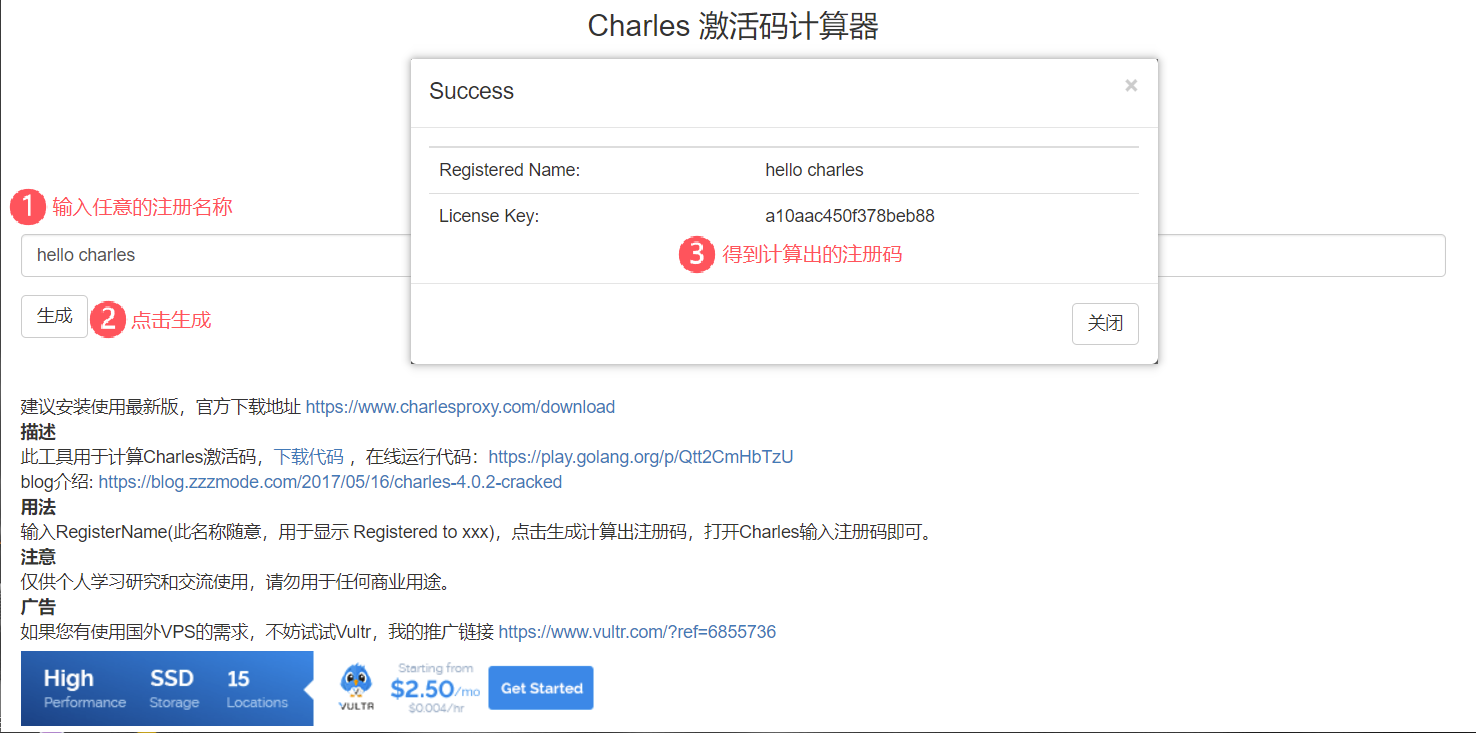 Charles 激活码计算器
Success
×
Registered Name: hello charles
License Key: a10aac450f378beb88
1 输入任意的注册名称
hello charles
3 得到计算出的注册码
生成
2 点击生成
关闭
建议安装使用最新版，官方下载地址 https://www.charlesproxy.com/download
描述
此工具用于计算Charles激活码，下载代码 ，在线运行代码：https://play.golang.org/p/Qtt2CmHbTzU
blog介绍: https://blog.zzzmode.com/2017/05/16/charles-4.0.2-cracked
用法
输入RegisterName(此名称随意，用于显示 Registered to xxx)，点击生成计算出注册码，打开Charles输入注册码即可。
注意
仅供个人学习研究和交流使用，请勿用于任何商业用途。
广告
如果您有使用国外VPS的需求，不妨试试Vultr，我的推广链接 https://www.vultr.com/?ref=6855736
High Performance
SSD Storage
15 Locations
VULTR
Starting from
$2.50/mo
$0.004/hr
Get Started